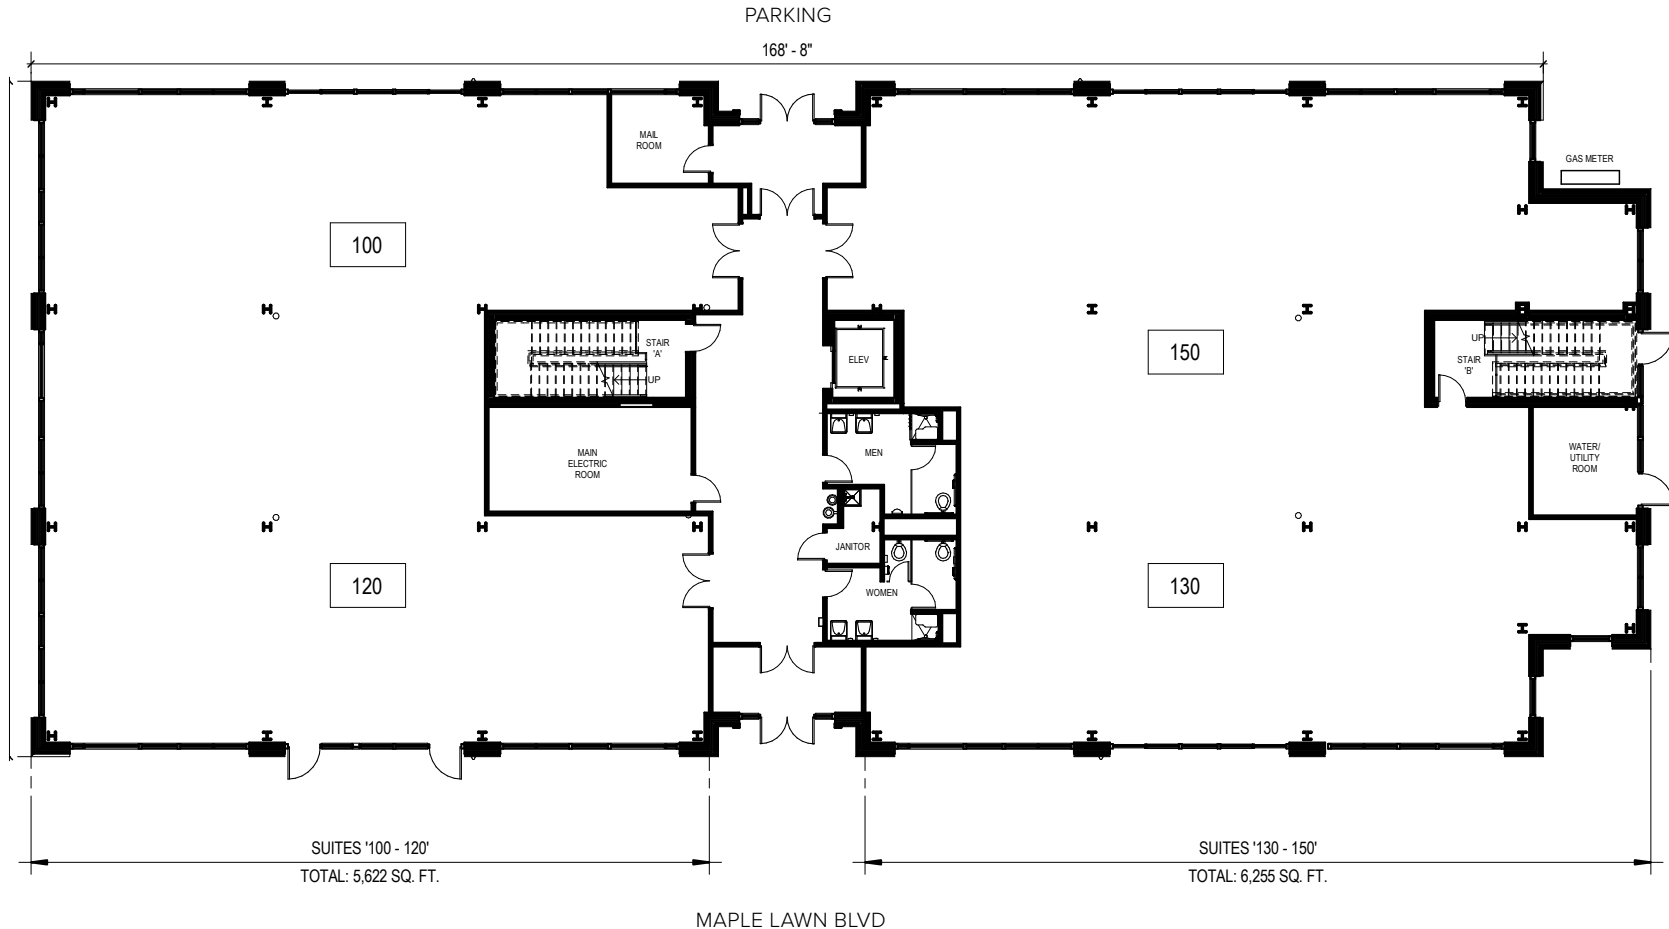 PARKING
168' - 8"
MAIL
ROOM
GAS METER
100
STAIR
'A'
UP
ELEV
150
UP
STAIR
'B'
MAIN
ELECTRIC
ROOM
MEN
WATER/
UTILITY
ROOM
JANITOR
120
WOMEN
130
SUITES '100 - 120'
TOTAL: 5,622 SQ. FT.
SUITES '130 - 150'
TOTAL: 6,255 SQ. FT.
MAPLE LAWN BLVD